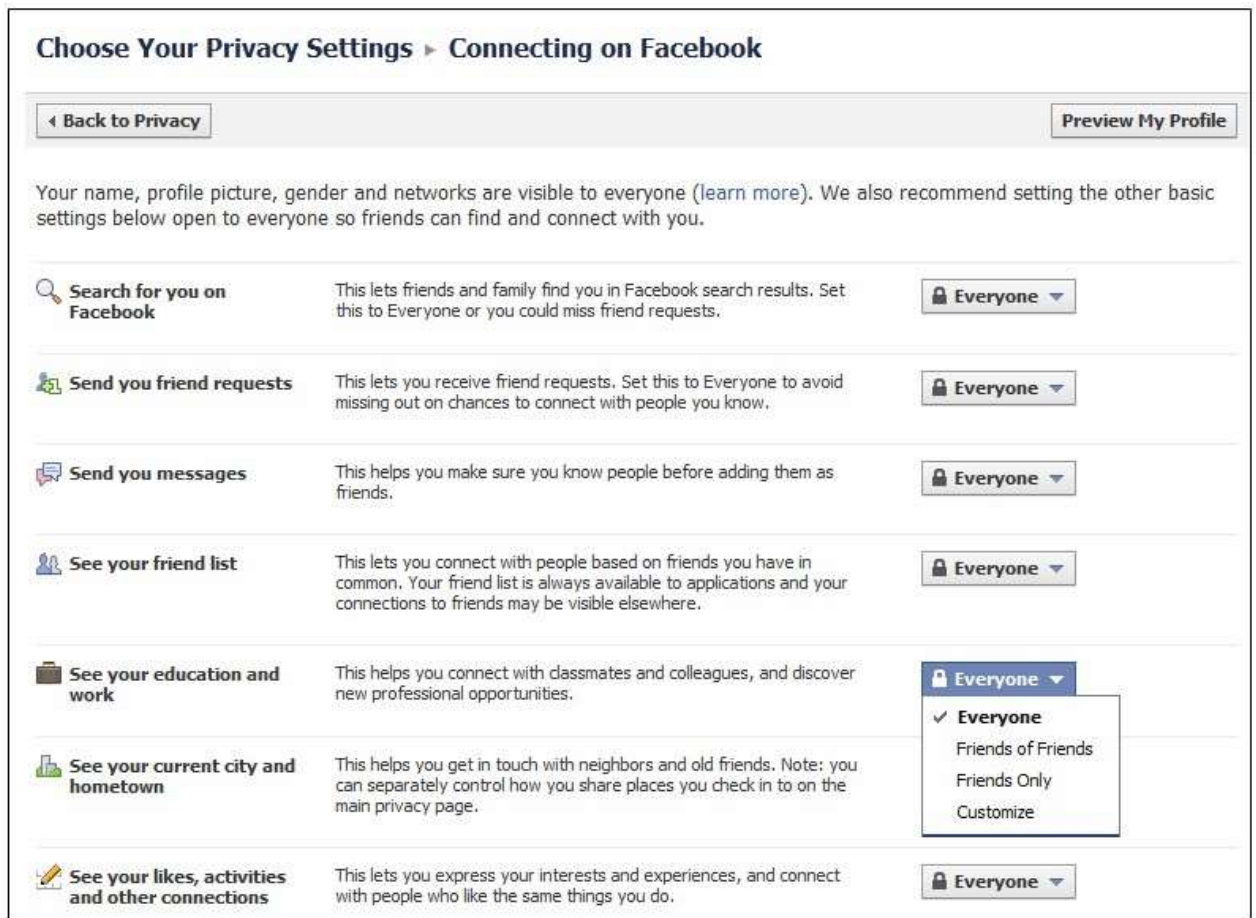 Choose Your Privacy Settings ▸ Connecting on Facebook
Back to Privacy
Preview My Profile
Your name, profile picture, gender and networks are visible to everyone (learn more). We also recommend setting the other basic
settings below open to everyone so friends can find and connect with you.
Search for you on
Facebook
This lets friends and family find you in Facebook search results. Set
this to Everyone or you could miss friend requests.
Everyone
Send you friend requests
This lets you receive friend requests. Set this to Everyone to avoid
missing out on chances to connect with people you know.
Everyone
Send you messages
This helps you make sure you know people before adding them as
friends.
Everyone
See your friend list
This lets you connect with people based on friends you have in
common. Your friend list is always available to applications and your
connections to friends may be visible elsewhere.
Everyone
See your education and
work
This helps you connect with classmates and colleagues, and discover
new professional opportunities.
Everyone
✓ Everyone
Friends of Friends
Friends Only
Customize
See your current city and
hometown
This helps you get in touch with neighbors and old friends. Note: you
can separately control how you share places you check in to on the
main privacy page.
See your likes, activities
and other connections
This lets you express your interests and experiences, and connect
with people who like the same things you do.
Everyone